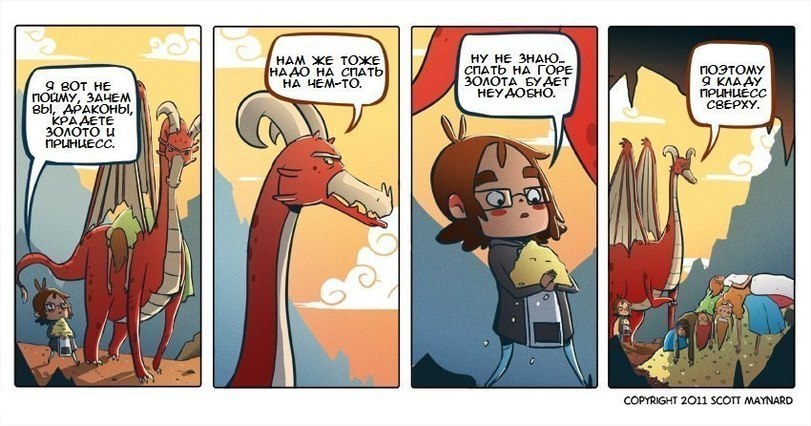 Я ВОТ НЕ
ПОЙМУ, ЗАЧЕМ
ВЫ, ДРАКОНЫ,
КРАДЕТЕ
ЗОЛОТО И
ПРИНЦЕСС.
НАМ ЖЕ ТОЖЕ
НАДО НА СПАТЬ
НА ЧЕМ-ТО.
НУ НЕ ЗНАЮ...
СПАТЬ НА ГОРЕ
ЗОЛОТА БУДЕТ
НЕУДОБНО.
ПОЭТОМУ
Я КЛАДУ
ПРИНЦЕСС
СВЕРХУ.
COPYRIGHT 2011 SCOTT MAYNARD